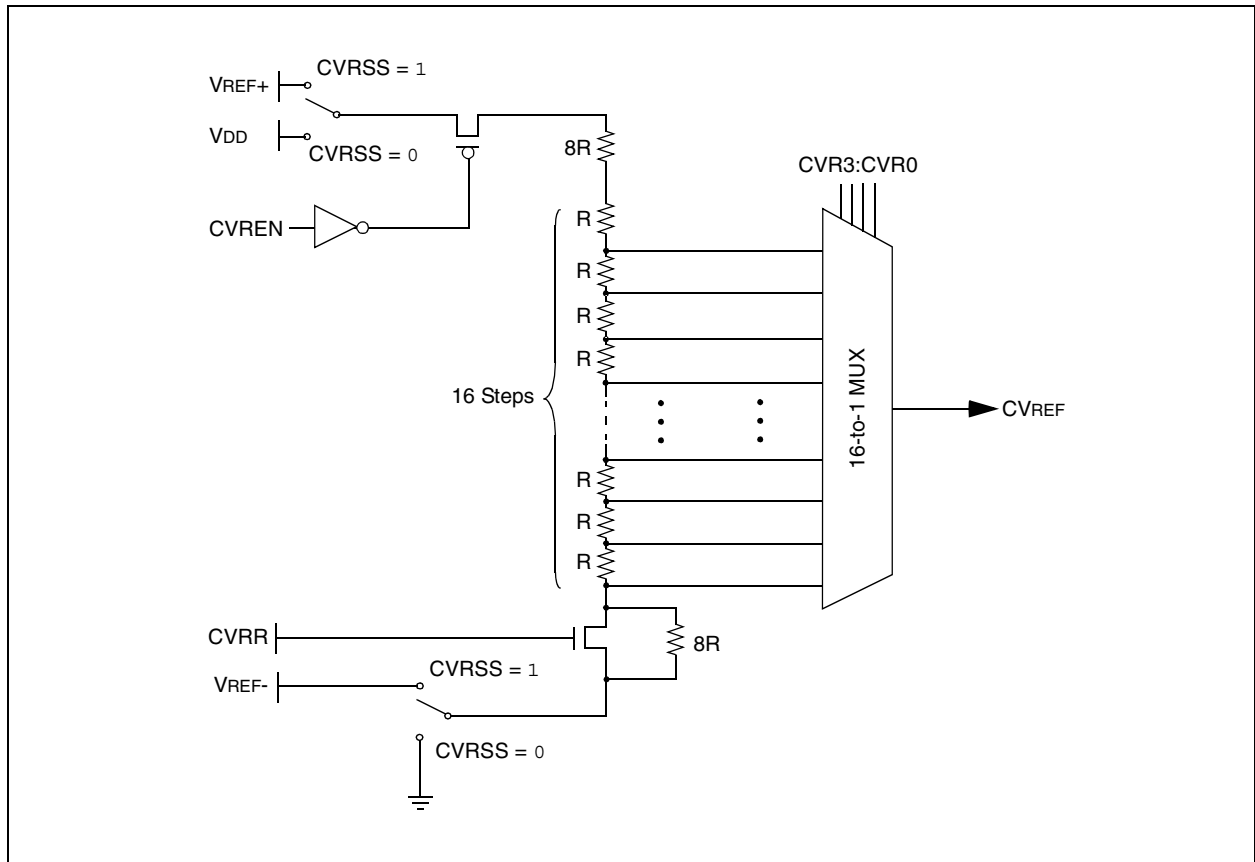 CVRSS = 1
VREF+
VDD
CVRSS = 0
8R
CVR3:CVR0
CVREN
R
R
R
R
16 Steps
16-to-1 MUX
CVREF
R
R
R
CVRR
8R
CVRSS = 1
VREF-
CVRSS = 0